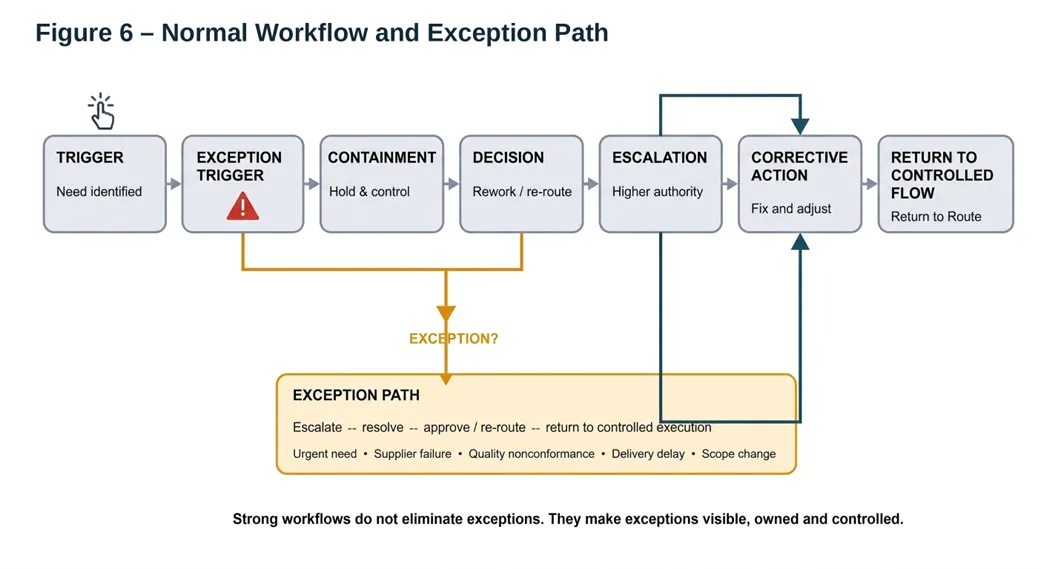 Figure 6 – Normal Workflow and Exception Path
TRIGGER
Need identified
EXCEPTION
TRIGGER
CONTAINMENT
Hold & control
DECISION
Rework / re-route
ESCALATION
Higher authority
CORRECTIVE
ACTION
Fix and adjust
RETURN TO
CONTROLLED
FLOW
Return to Route
EXCEPTION?
EXCEPTION PATH
Escalate -- resolve -- approve / re-route -- return to controlled execution
Urgent need • Supplier failure • Quality nonconformance • Delivery delay • Scope change
Strong workflows do not eliminate exceptions. They make exceptions visible, owned and controlled.